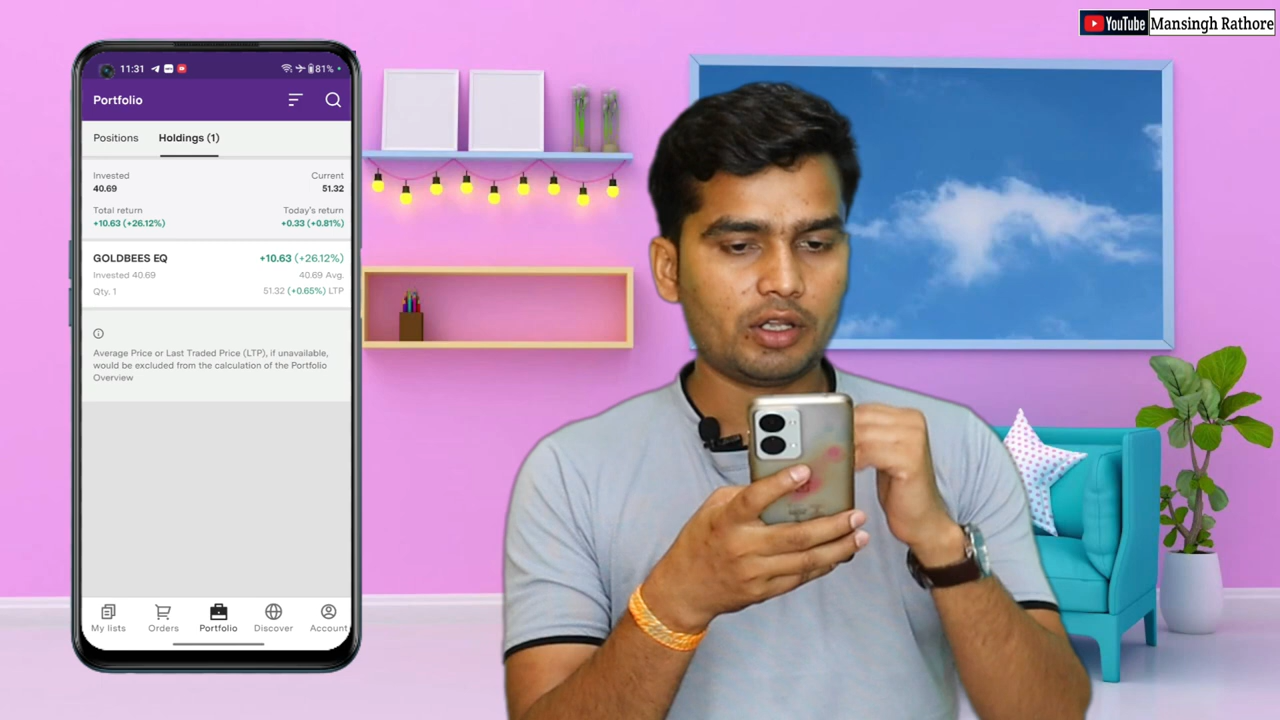 YouTube Mansingh Rathore
11:31 81%
Portfolio
Positions Holdings (1)
Invested Current
40.69 51.32
Total return Today's return
+10.63 (+26.12%) +0.33 (+0.81%)
GOLDBEES EQ +10.63 (+26.12%)
Invested 40.69 40.69 Avg.
Qty. 1 51.32 (+0.65%) LTP
Average Price or Last Traded Price (LTP), if unavailable,
would be excluded from the calculation of the Portfolio
Overview
My lists Orders Portfolio Discover Account